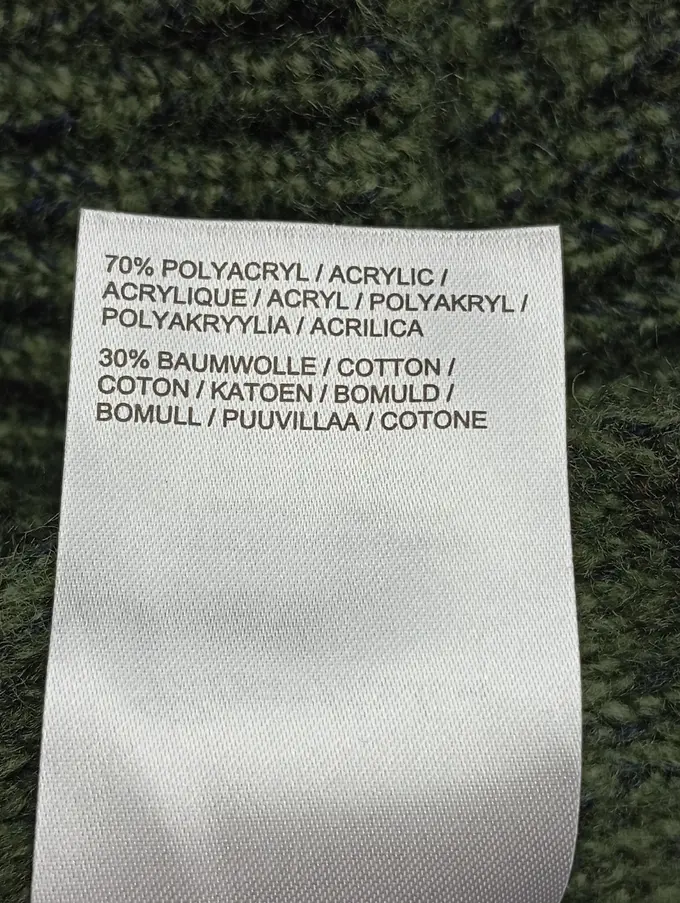 70% POLYACRYL / ACRYLIC /
ACRYLIQUE / ACRYL / POLYAKRYL /
POLYAKRYYLIA / ACRILICA
30% BAUMWOLLE / COTTON /
COTON / KATOEN / BOMULD /
BOMULL / PUUVILLAA / COTONE